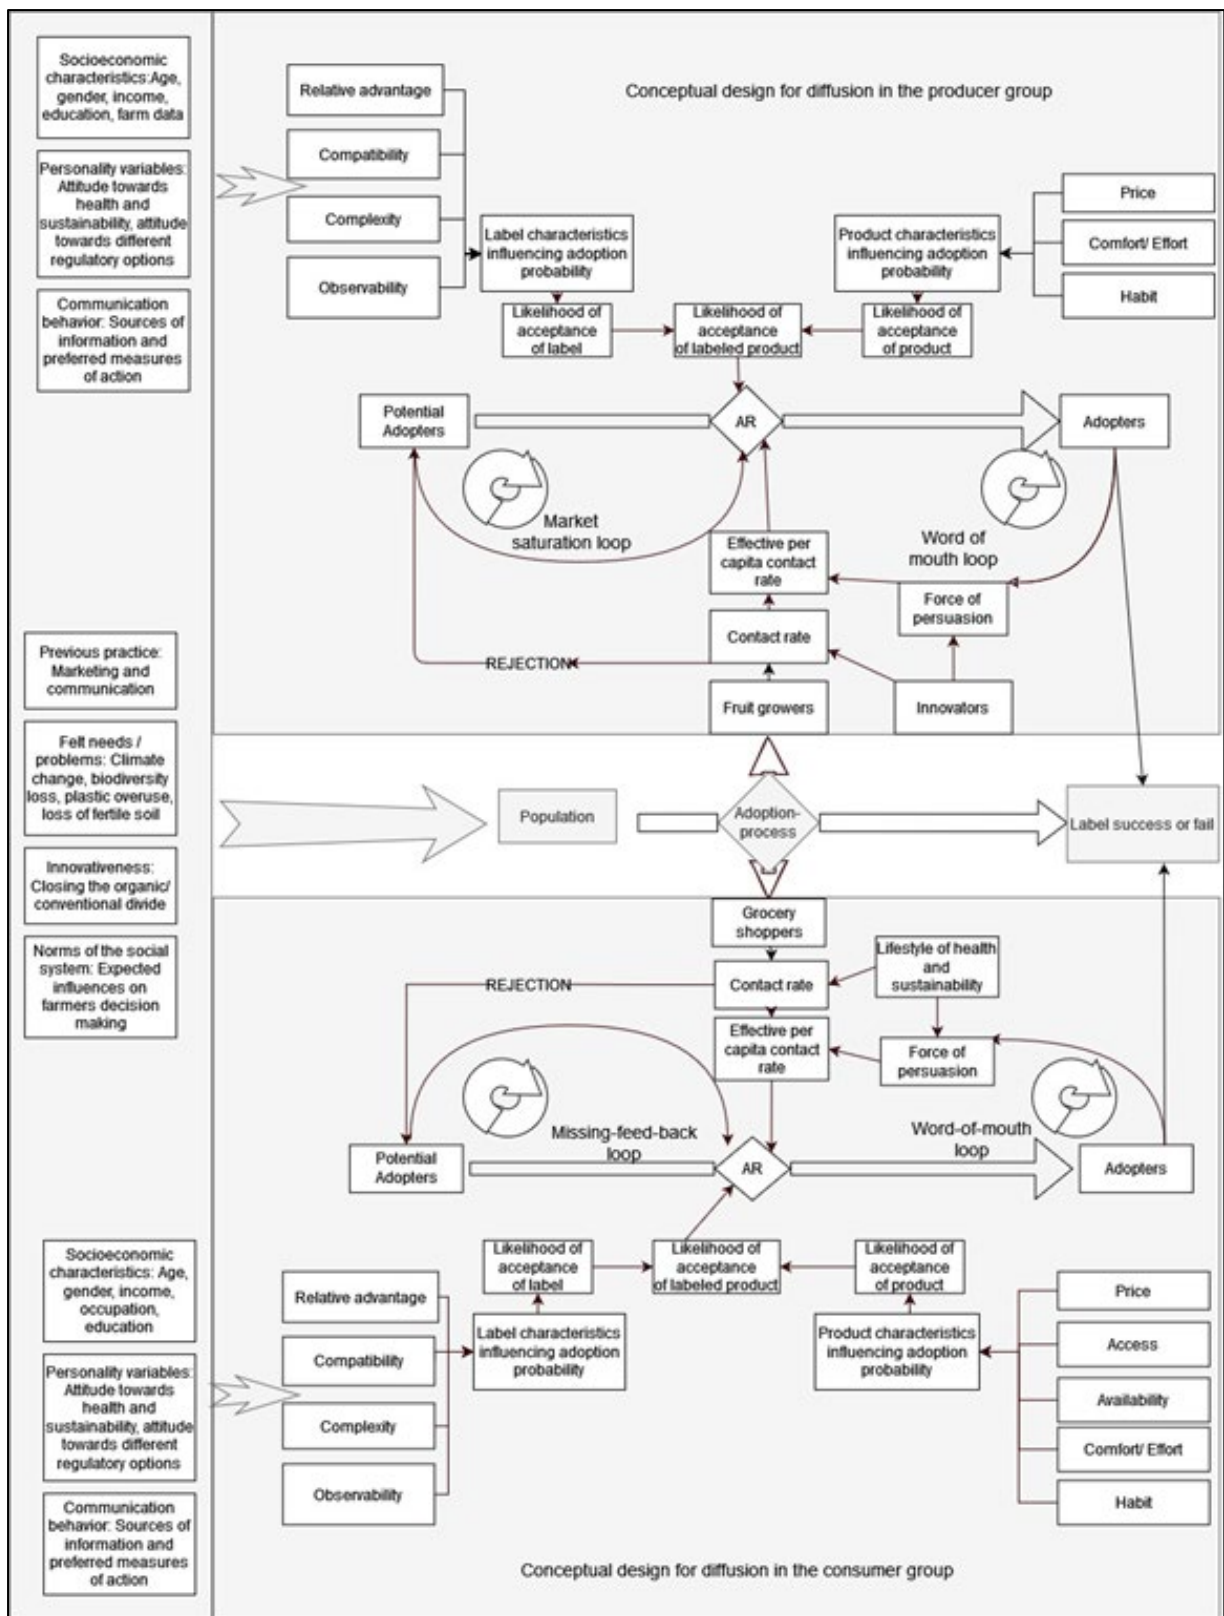 Socioeconomic
characteristics:Age,
gender, income,
education, farm data
Personality variables:
Attitude towards
health and
sustainability, attitude
towards different
regulatory options
Communication
behavior: Sources of
information and
preferred measures
of action
Previous practice:
Marketing and
communication
Felt needs /
problems: Climate
change, biodiversity
loss, plastic overuse,
loss of fertile soil
Innovativeness:
Closing the organic/
conventional divide
Norms of the social
system: Expected
influences on
farmers decision
making
Socioeconomic
characteristics: Age,
gender, income,
occupation,
education
Personality variables:
Attitude towards
health and
sustainability, attitude
towards different
regulatory options
Communication
behavior: Sources of
information and
preferred measures
of action
Conceptual design for diffusion in the producer group
Relative advantage
Compatibility
Complexity
Observability
Label characteristics
influencing adoption
probability
Product characteristics
influencing adoption
probability
Price
Comfort/ Effort
Habit
Likelihood of
acceptance
of label
Likelihood of
acceptance
of labeled product
Likelihood of
acceptance
of product
Potential
Adopters
AR
Adopters
Market
saturation loop
Word of
mouth loop
Effective per
capita contact
rate
Force of
persuasion
Contact rate
REJECTION
Fruit growers
Innovators
Population
Adoption-
process
Label success or fail
Grocery
shoppers
Lifestyle of health
and
sustainability
Contact rate
REJECTION
Effective per
capita contact
rate
Force of
persuasion
Missing-feed-back
loop
Word-of-mouth
loop
Potential
Adopters
AR
Adopters
Likelihood of
acceptance
of label
Likelihood of
acceptance
of labeled product
Likelihood of
acceptance
of product
Relative advantage
Compatibility
Complexity
Observability
Label characteristics
influencing adoption
probability
Product characteristics
influencing adoption
probability
Price
Access
Availability
Comfort/ Effort
Habit
Conceptual design for diffusion in the consumer group